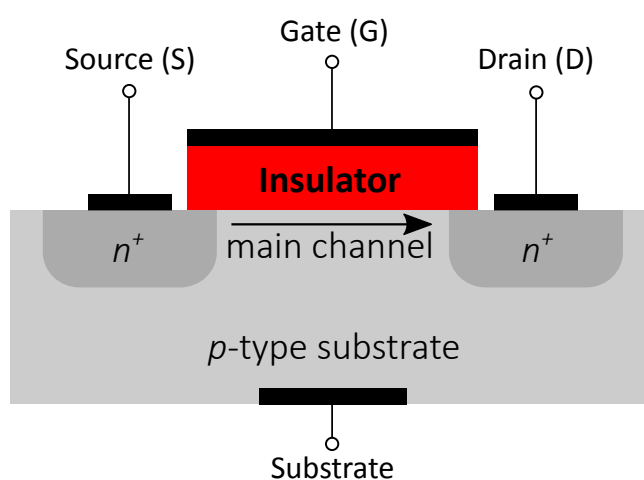 Gate (G)
Source (S)
Drain (D)
Insulator
n⁺
main channel
n⁺
p-type substrate
Substrate